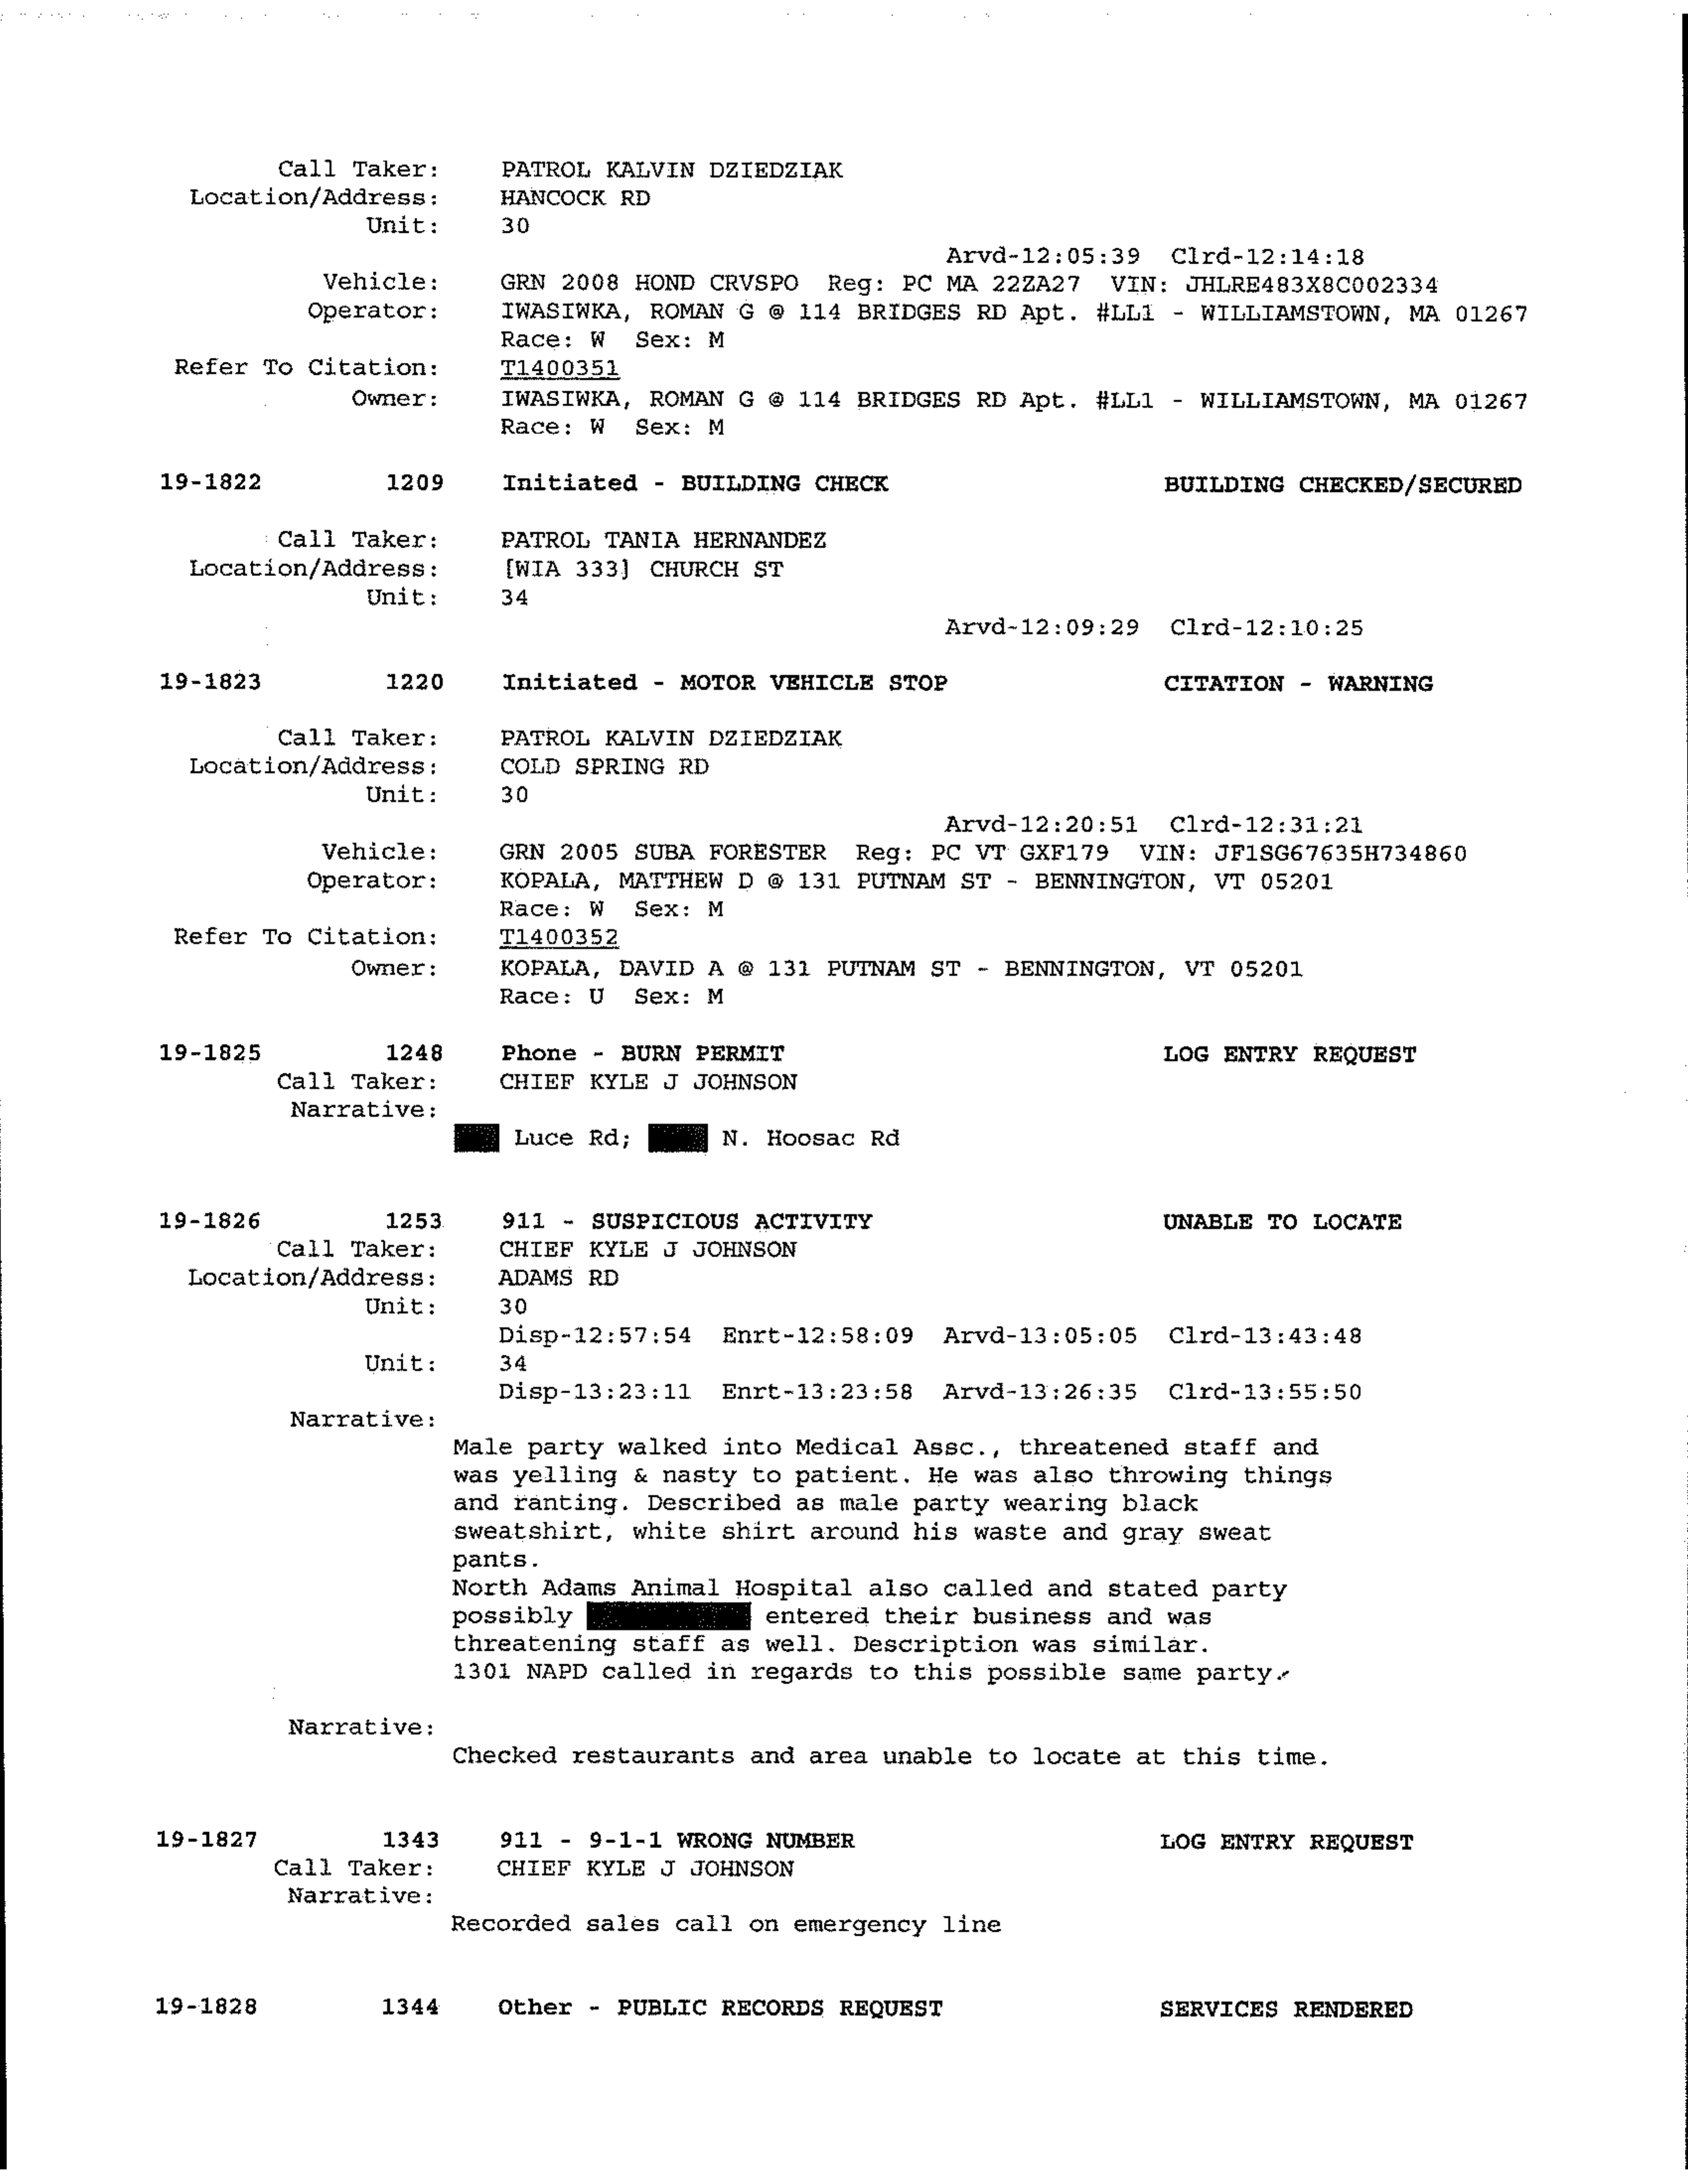 Call Taker: PATROL KALVIN DZIEDZIAK
Location/Address: HANCOCK RD
Unit: 30
Arvd-12:05:39 Clrd-12:14:18
Vehicle: GRN 2008 HOND CRVSPO Reg: PC MA 22ZA27 VIN: JHLRE483X8C002334
Operator: IWASIWKA, ROMAN G @ 114 BRIDGES RD Apt. #LL1 - WILLIAMSTOWN, MA 01267
Race: W Sex: M
Refer To Citation: T1400351
Owner: IWASIWKA, ROMAN G @ 114 BRIDGES RD Apt. #LL1 - WILLIAMSTOWN, MA 01267
Race: W Sex: M
19-1822 1209 Initiated - BUILDING CHECK BUILDING CHECKED/SECURED
Call Taker: PATROL TANIA HERNANDEZ
Location/Address: [WIA 333] CHURCH ST
Unit: 34
Arvd-12:09:29 Clrd-12:10:25
19-1823 1220 Initiated - MOTOR VEHICLE STOP CITATION - WARNING
Call Taker: PATROL KALVIN DZIEDZIAK
Location/Address: COLD SPRING RD
Unit: 30
Arvd-12:20:51 Clrd-12:31:21
Vehicle: GRN 2005 SUBA FORESTER Reg: PC VT GXF179 VIN: JF1SG67635H734860
Operator: KOPALA, MATTHEW D @ 131 PUTNAM ST - BENNINGTON, VT 05201
Race: W Sex: M
Refer To Citation: T1400352
Owner: KOPALA, DAVID A @ 131 PUTNAM ST - BENNINGTON, VT 05201
Race: U Sex: M
19-1825 1248 Phone - BURN PERMIT LOG ENTRY REQUEST
Call Taker: CHIEF KYLE J JOHNSON
Narrative:
Luce Rd; N. Hoosac Rd
19-1826 1253 911 - SUSPICIOUS ACTIVITY UNABLE TO LOCATE
Call Taker: CHIEF KYLE J JOHNSON
Location/Address: ADAMS RD
Unit: 30
Disp-12:57:54 Enrt-12:58:09 Arvd-13:05:05 Clrd-13:43:48
Unit: 34
Disp-13:23:11 Enrt-13:23:58 Arvd-13:26:35 Clrd-13:55:50
Narrative:
Male party walked into Medical Assc., threatened staff and
was yelling & nasty to patient. He was also throwing things
and ranting. Described as male party wearing black
sweatshirt, white shirt around his waste and gray sweat
pants.
North Adams Animal Hospital also called and stated party
possibly entered their business and was
threatening staff as well. Description was similar.
1301 NAPD called in regards to this possible same party.
Narrative:
Checked restaurants and area unable to locate at this time.
19-1827 1343 911 - 9-1-1 WRONG NUMBER LOG ENTRY REQUEST
Call Taker: CHIEF KYLE J JOHNSON
Narrative:
Recorded sales call on emergency line
19-1828 1344 Other - PUBLIC RECORDS REQUEST SERVICES RENDERED